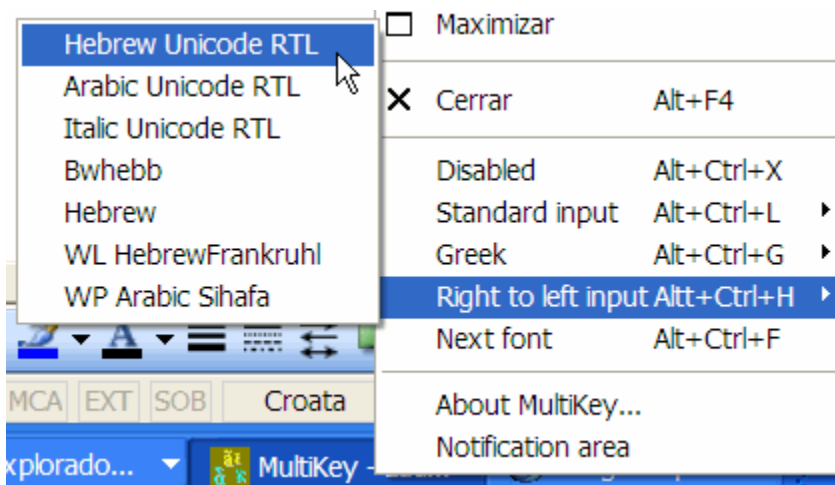 Hebrew Unicode RTL
Arabic Unicode RTL
Italic Unicode RTL
Bwhebb
Hebrew
WL HebrewFrankruhl
WP Arabic Sihafa
Maximizar
Cerrar Alt+F4
Disabled Alt+Ctrl+X
Standard input Alt+Ctrl+L
Greek Alt+Ctrl+G
Right to left input Altt+Ctrl+H
Next font Alt+Ctrl+F
About MultiKey...
Notification area
A
MCA EXT SOB Croata
xplorado... MultiKey -